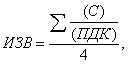 ИЗВ = ∑ (С) / (ПДК) / 4 ,